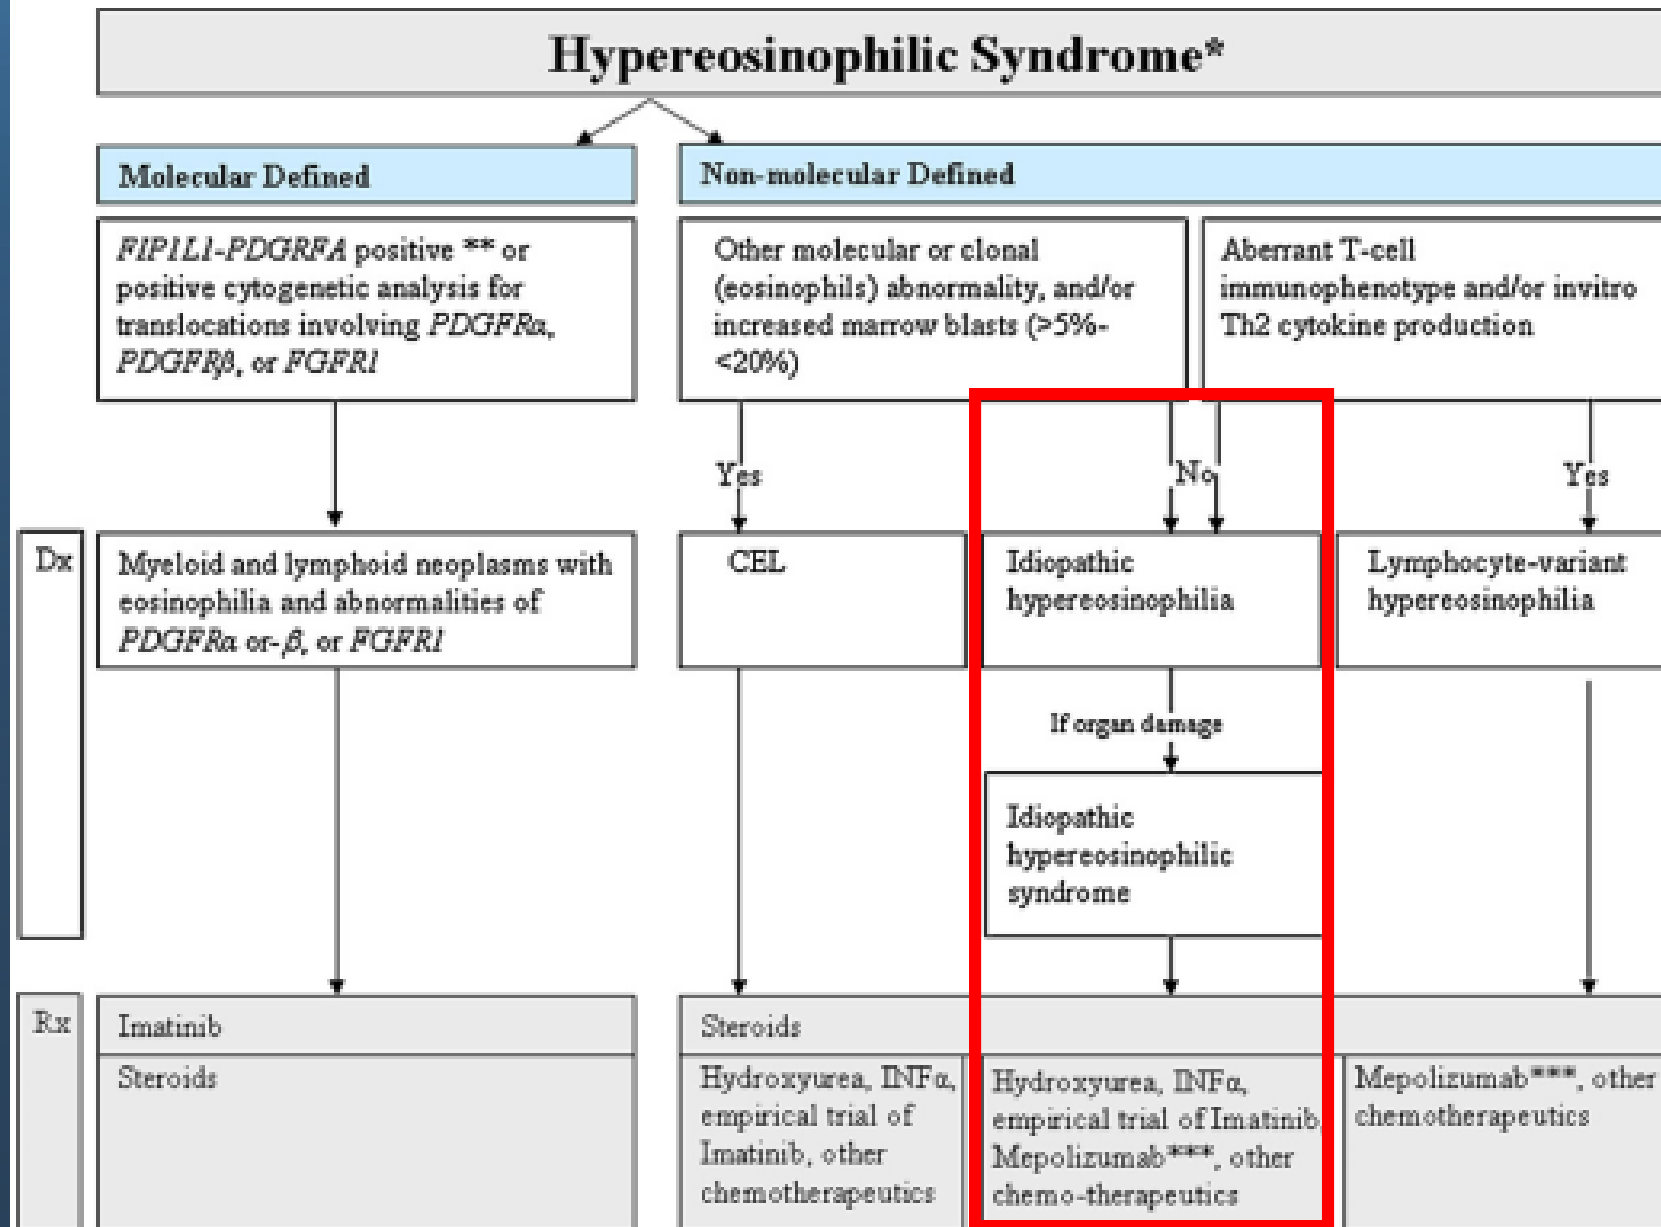 Hypereosinophilic Syndrome*
Molecular Defined
Non-molecular Defined
FIP1L1-PDGRFA positive ** or
positive cytogenetic analysis for
translocations involving PDGFRα,
PDGFRβ, or FGFR1
Other molecular or clonal
(eosinophils) abnormality, and/or
increased marrow blasts (>5%-
<20%)
Aberrant T-cell
immunophenotype and/or invitro
Th2 cytokine production
Yes
No
Yes
Dx
Myeloid and lymphoid neoplasms with
eosinophilia and abnormalities of
PDGFRα or-β, or FGFR1
CEL
Idiopathic
hypereosinophilia
Lymphocyte-variant
hypereosinophilia
If organ damage
Idiopathic
hypereosinophilic
syndrome
Rx
Imatinib
Steroids
Steroids
Hydroxyurea, INFα,
empirical trial of
Imatinib, other
chemotherapeutics
Hydroxyurea, INFα,
empirical trial of Imatinib,
Mepolizumab***, other
chemo-therapeutics
Mepolizumab***, other
chemotherapeutics